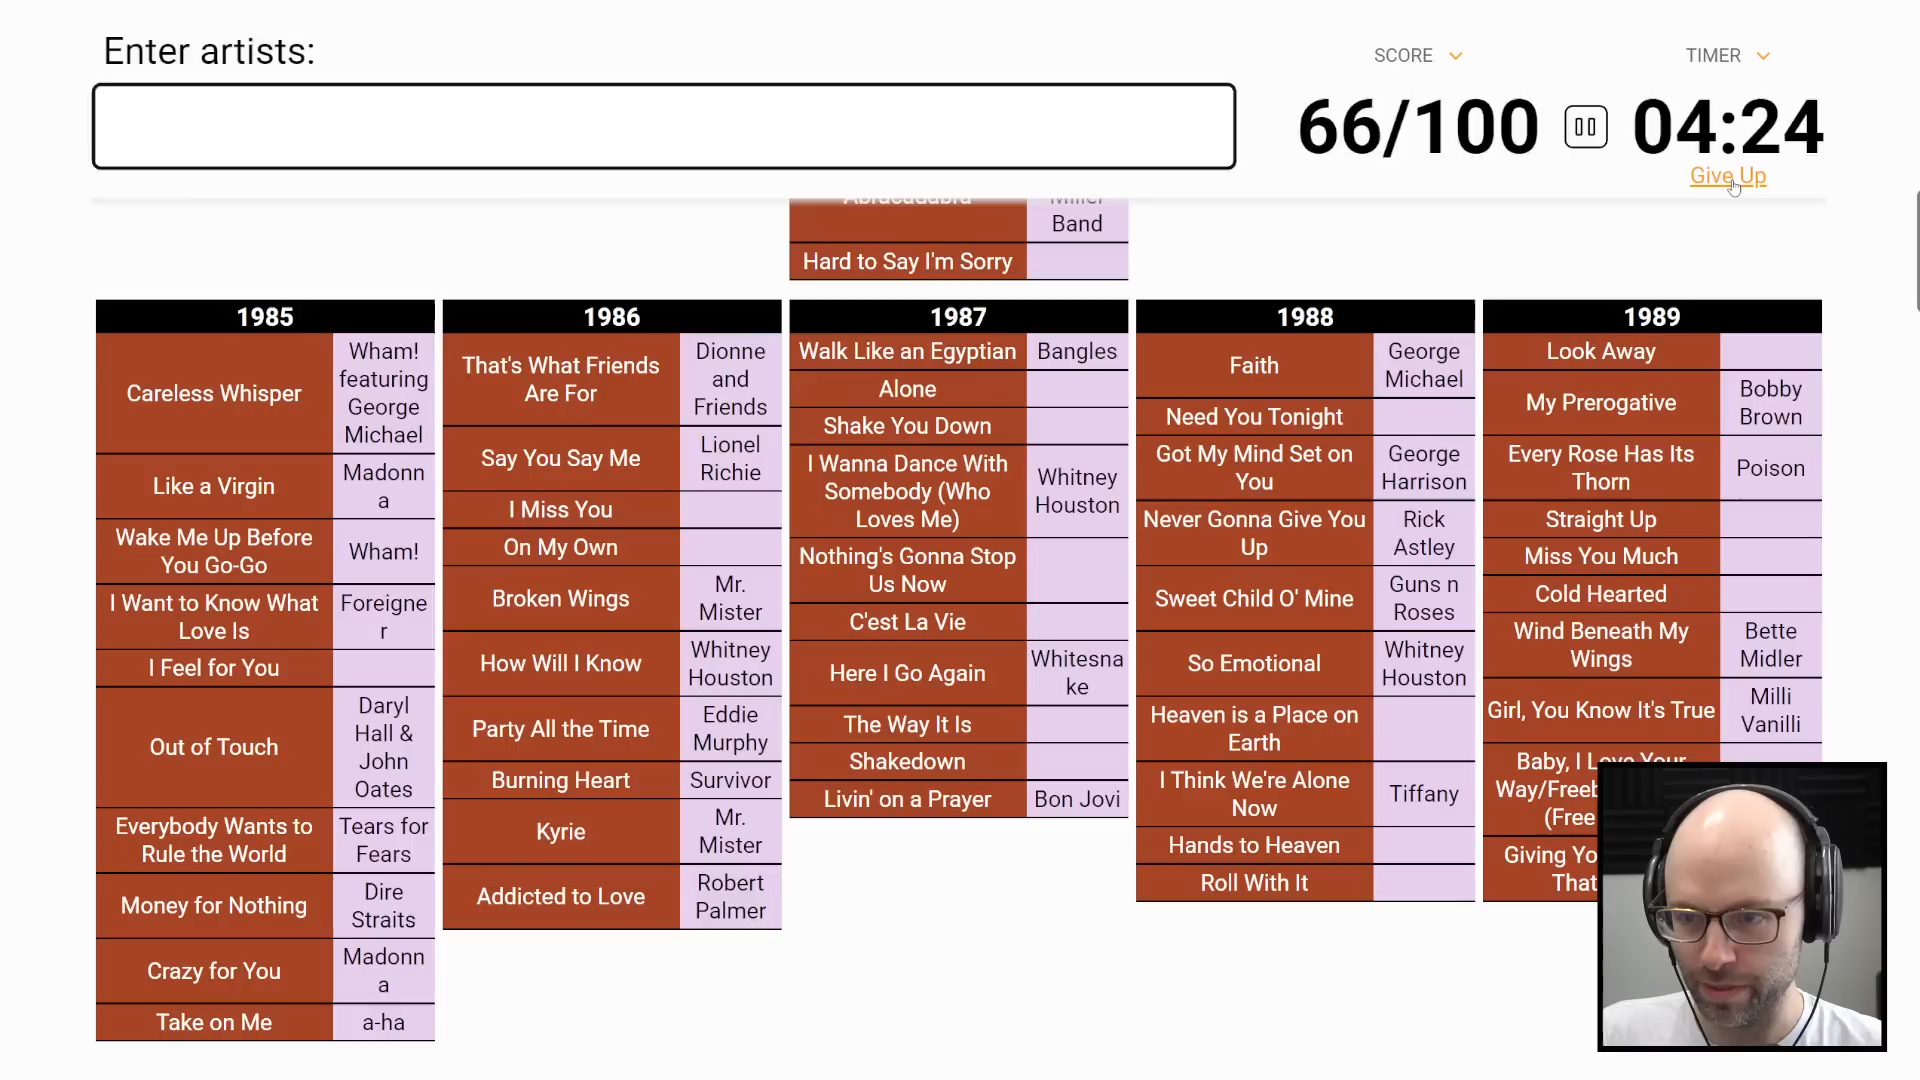 Enter artists:
SCORE
TIMER
66/100
04:24
Give Up
Band
Hard to Say I'm Sorry
1985
Careless Whisper
Wham!
featuring
George
Michael
Like a Virgin
Madonn
a
Wake Me Up Before
You Go-Go
Wham!
I Want to Know What
Love Is
Foreigne
r
I Feel for You
Out of Touch
Daryl
Hall &
John
Oates
Everybody Wants to
Rule the World
Tears for
Fears
Money for Nothing
Dire
Straits
Crazy for You
Madonn
a
Take on Me
a-ha
1986
That's What Friends
Are For
Dionne
and
Friends
Say You Say Me
Lionel
Richie
I Miss You
On My Own
Broken Wings
Mr.
Mister
How Will I Know
Whitney
Houston
Party All the Time
Eddie
Murphy
Burning Heart
Survivor
Kyrie
Mr.
Mister
Addicted to Love
Robert
Palmer
1987
Walk Like an Egyptian
Bangles
Alone
Shake You Down
I Wanna Dance With
Somebody (Who
Loves Me)
Whitney
Houston
Nothing's Gonna Stop
Us Now
C'est La Vie
Here I Go Again
Whitesna
ke
The Way It Is
Shakedown
Livin' on a Prayer
Bon Jovi
1988
Faith
George
Michael
Need You Tonight
Got My Mind Set on
You
George
Harrison
Never Gonna Give You
Up
Rick
Astley
Sweet Child O' Mine
Guns n
Roses
So Emotional
Whitney
Houston
Heaven is a Place on
Earth
I Think We're Alone
Now
Tiffany
Hands to Heaven
Roll With It
1989
Look Away
My Prerogative
Bobby
Brown
Every Rose Has Its
Thorn
Poison
Straight Up
Miss You Much
Cold Hearted
Wind Beneath My
Wings
Bette
Midler
Girl, You Know It's True
Milli
Vanilli
Baby, I Love Your
Way/Freeb
(Free
Giving Yo
That